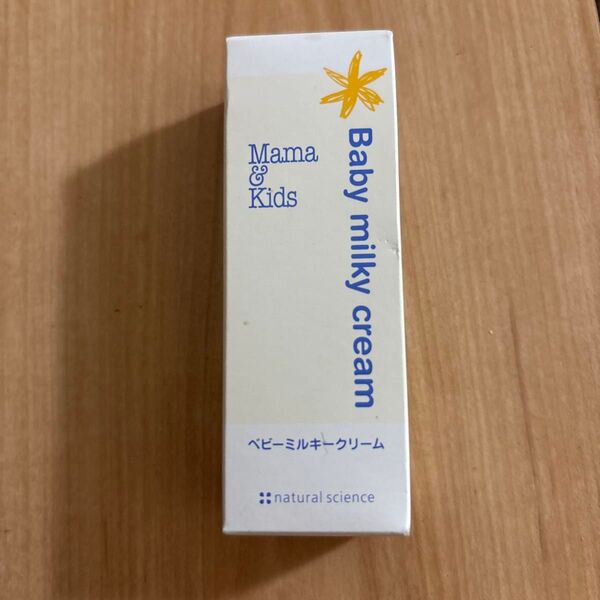 Baby milky cream
Mama
&
Kids
ベビーミルキークリーム
natural science